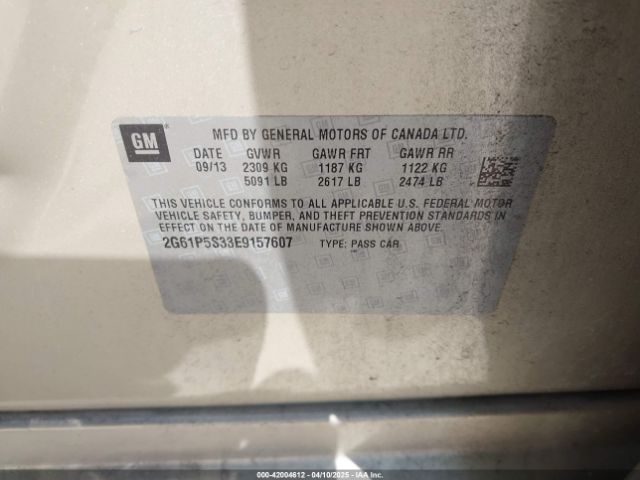 GM
MFD BY GENERAL MOTORS OF CANADA LTD.
DATE GVWR GAWR FRT GAWR RR
09/13 2309 KG 1187 KG 1122 KG
5091 LB 2617 LB 2474 LB
THIS VEHICLE CONFORMS TO ALL APPLICABLE U.S. FEDERAL MOTOR
VEHICLE SAFETY, BUMPER, AND THEFT PREVENTION STANDARDS IN
EFFECT ON THE DATE OF MANUFACTURE SHOWN ABOVE.
2G61P5S33E9157607 TYPE: PASS CAR
000-42004612 - 04/10/2025 - iaai.com